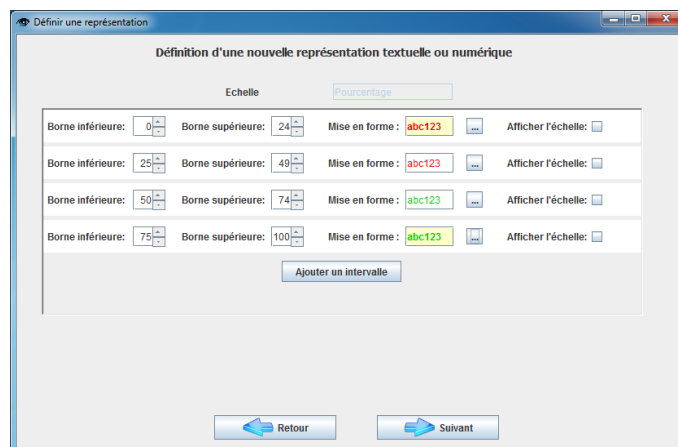 Définir une représentation
Définition d'une nouvelle représentation textuelle ou numérique
Echelle Pourcentage
Borne inférieure: 0 Borne supérieure: 24 Mise en forme : abc123 ... Afficher l'échelle:
Borne inférieure: 25 Borne supérieure: 49 Mise en forme : abc123 ... Afficher l'échelle:
Borne inférieure: 50 Borne supérieure: 74 Mise en forme : abc123 ... Afficher l'échelle:
Borne inférieure: 75 Borne supérieure: 100 Mise en forme : abc123 ... Afficher l'échelle:
Ajouter un intervalle
Retour Suivant